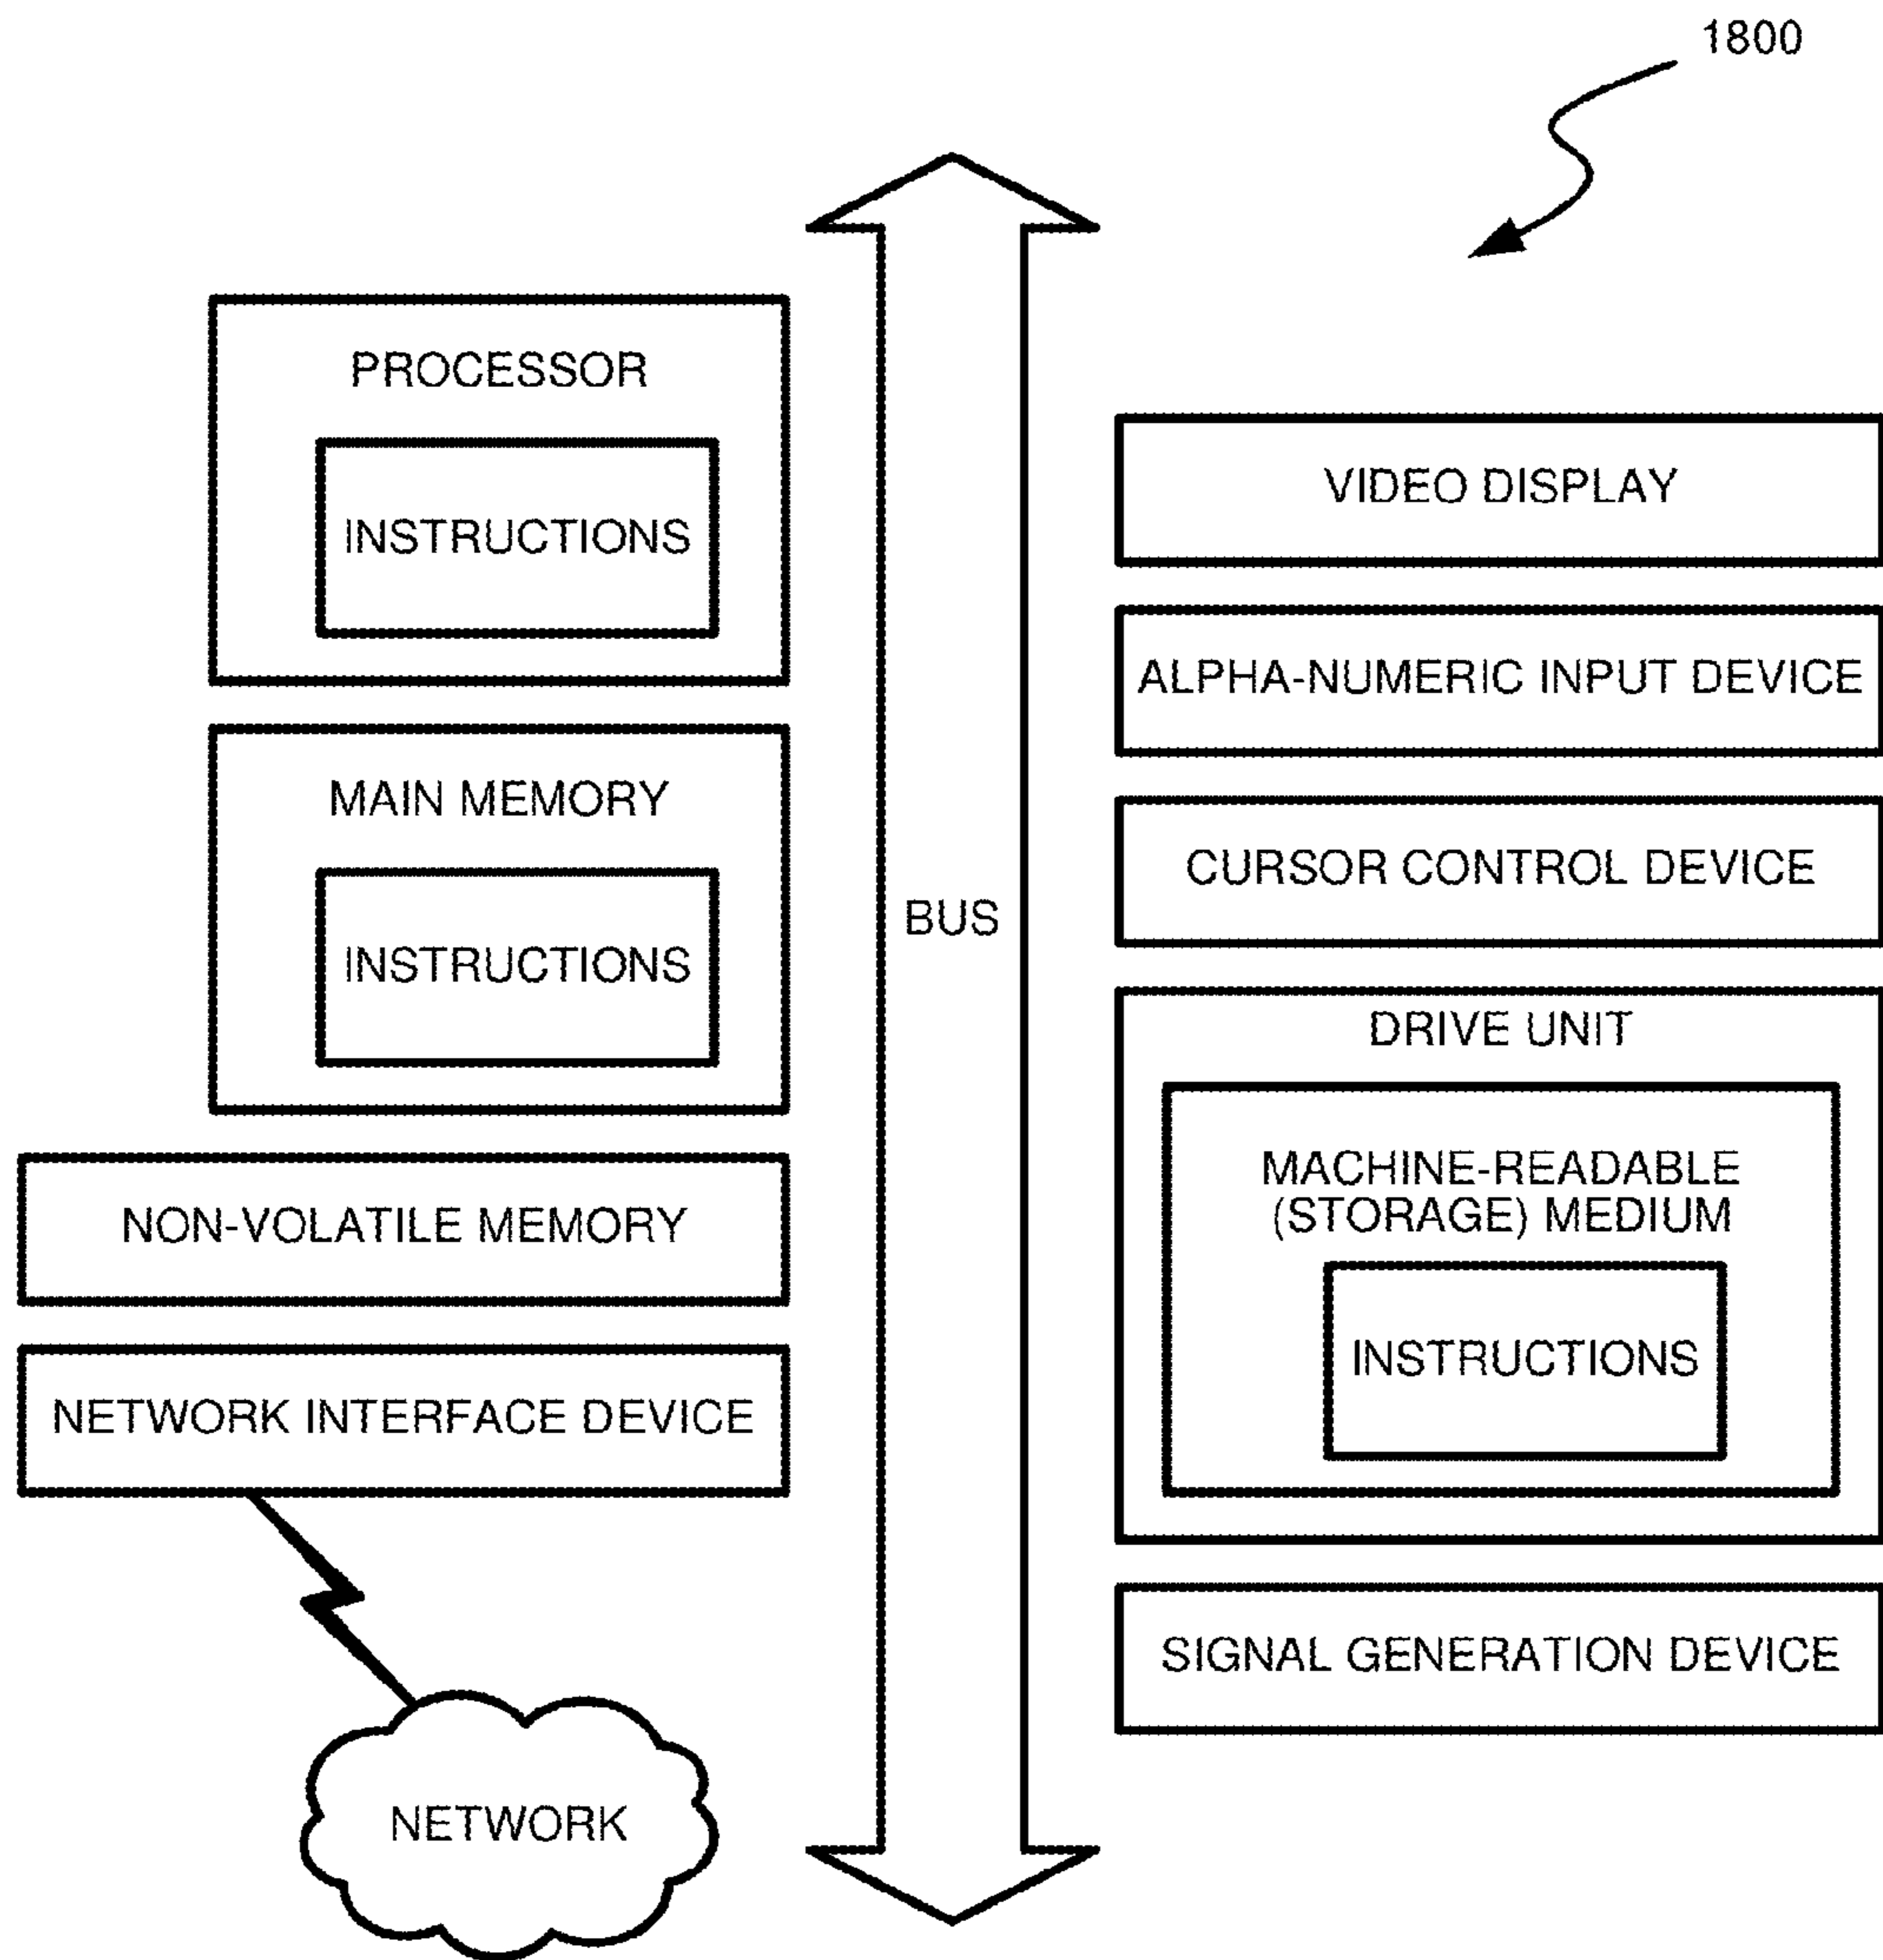 1800
PROCESSOR
INSTRUCTIONS
MAIN MEMORY
INSTRUCTIONS
NON-VOLATILE MEMORY
NETWORK INTERFACE DEVICE
NETWORK
BUS
VIDEO DISPLAY
ALPHA-NUMERIC INPUT DEVICE
CURSOR CONTROL DEVICE
DRIVE UNIT
MACHINE-READABLE
(STORAGE) MEDIUM
INSTRUCTIONS
SIGNAL GENERATION DEVICE